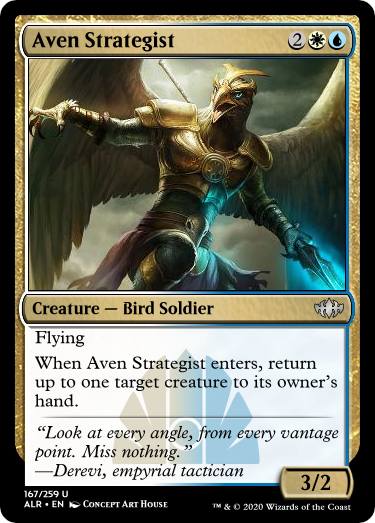 Aven Strategist 2
Creature — Bird Soldier
Flying
When Aven Strategist enters, return
up to one target creature to its owner's
hand.
“Look at every angle, from every vantage
point. Miss nothing.”
—Derevi, empyrial tactician
3/2
167/259 U
ALR • EN Concept Art House
™ & © 2020 Wizards of the Coast